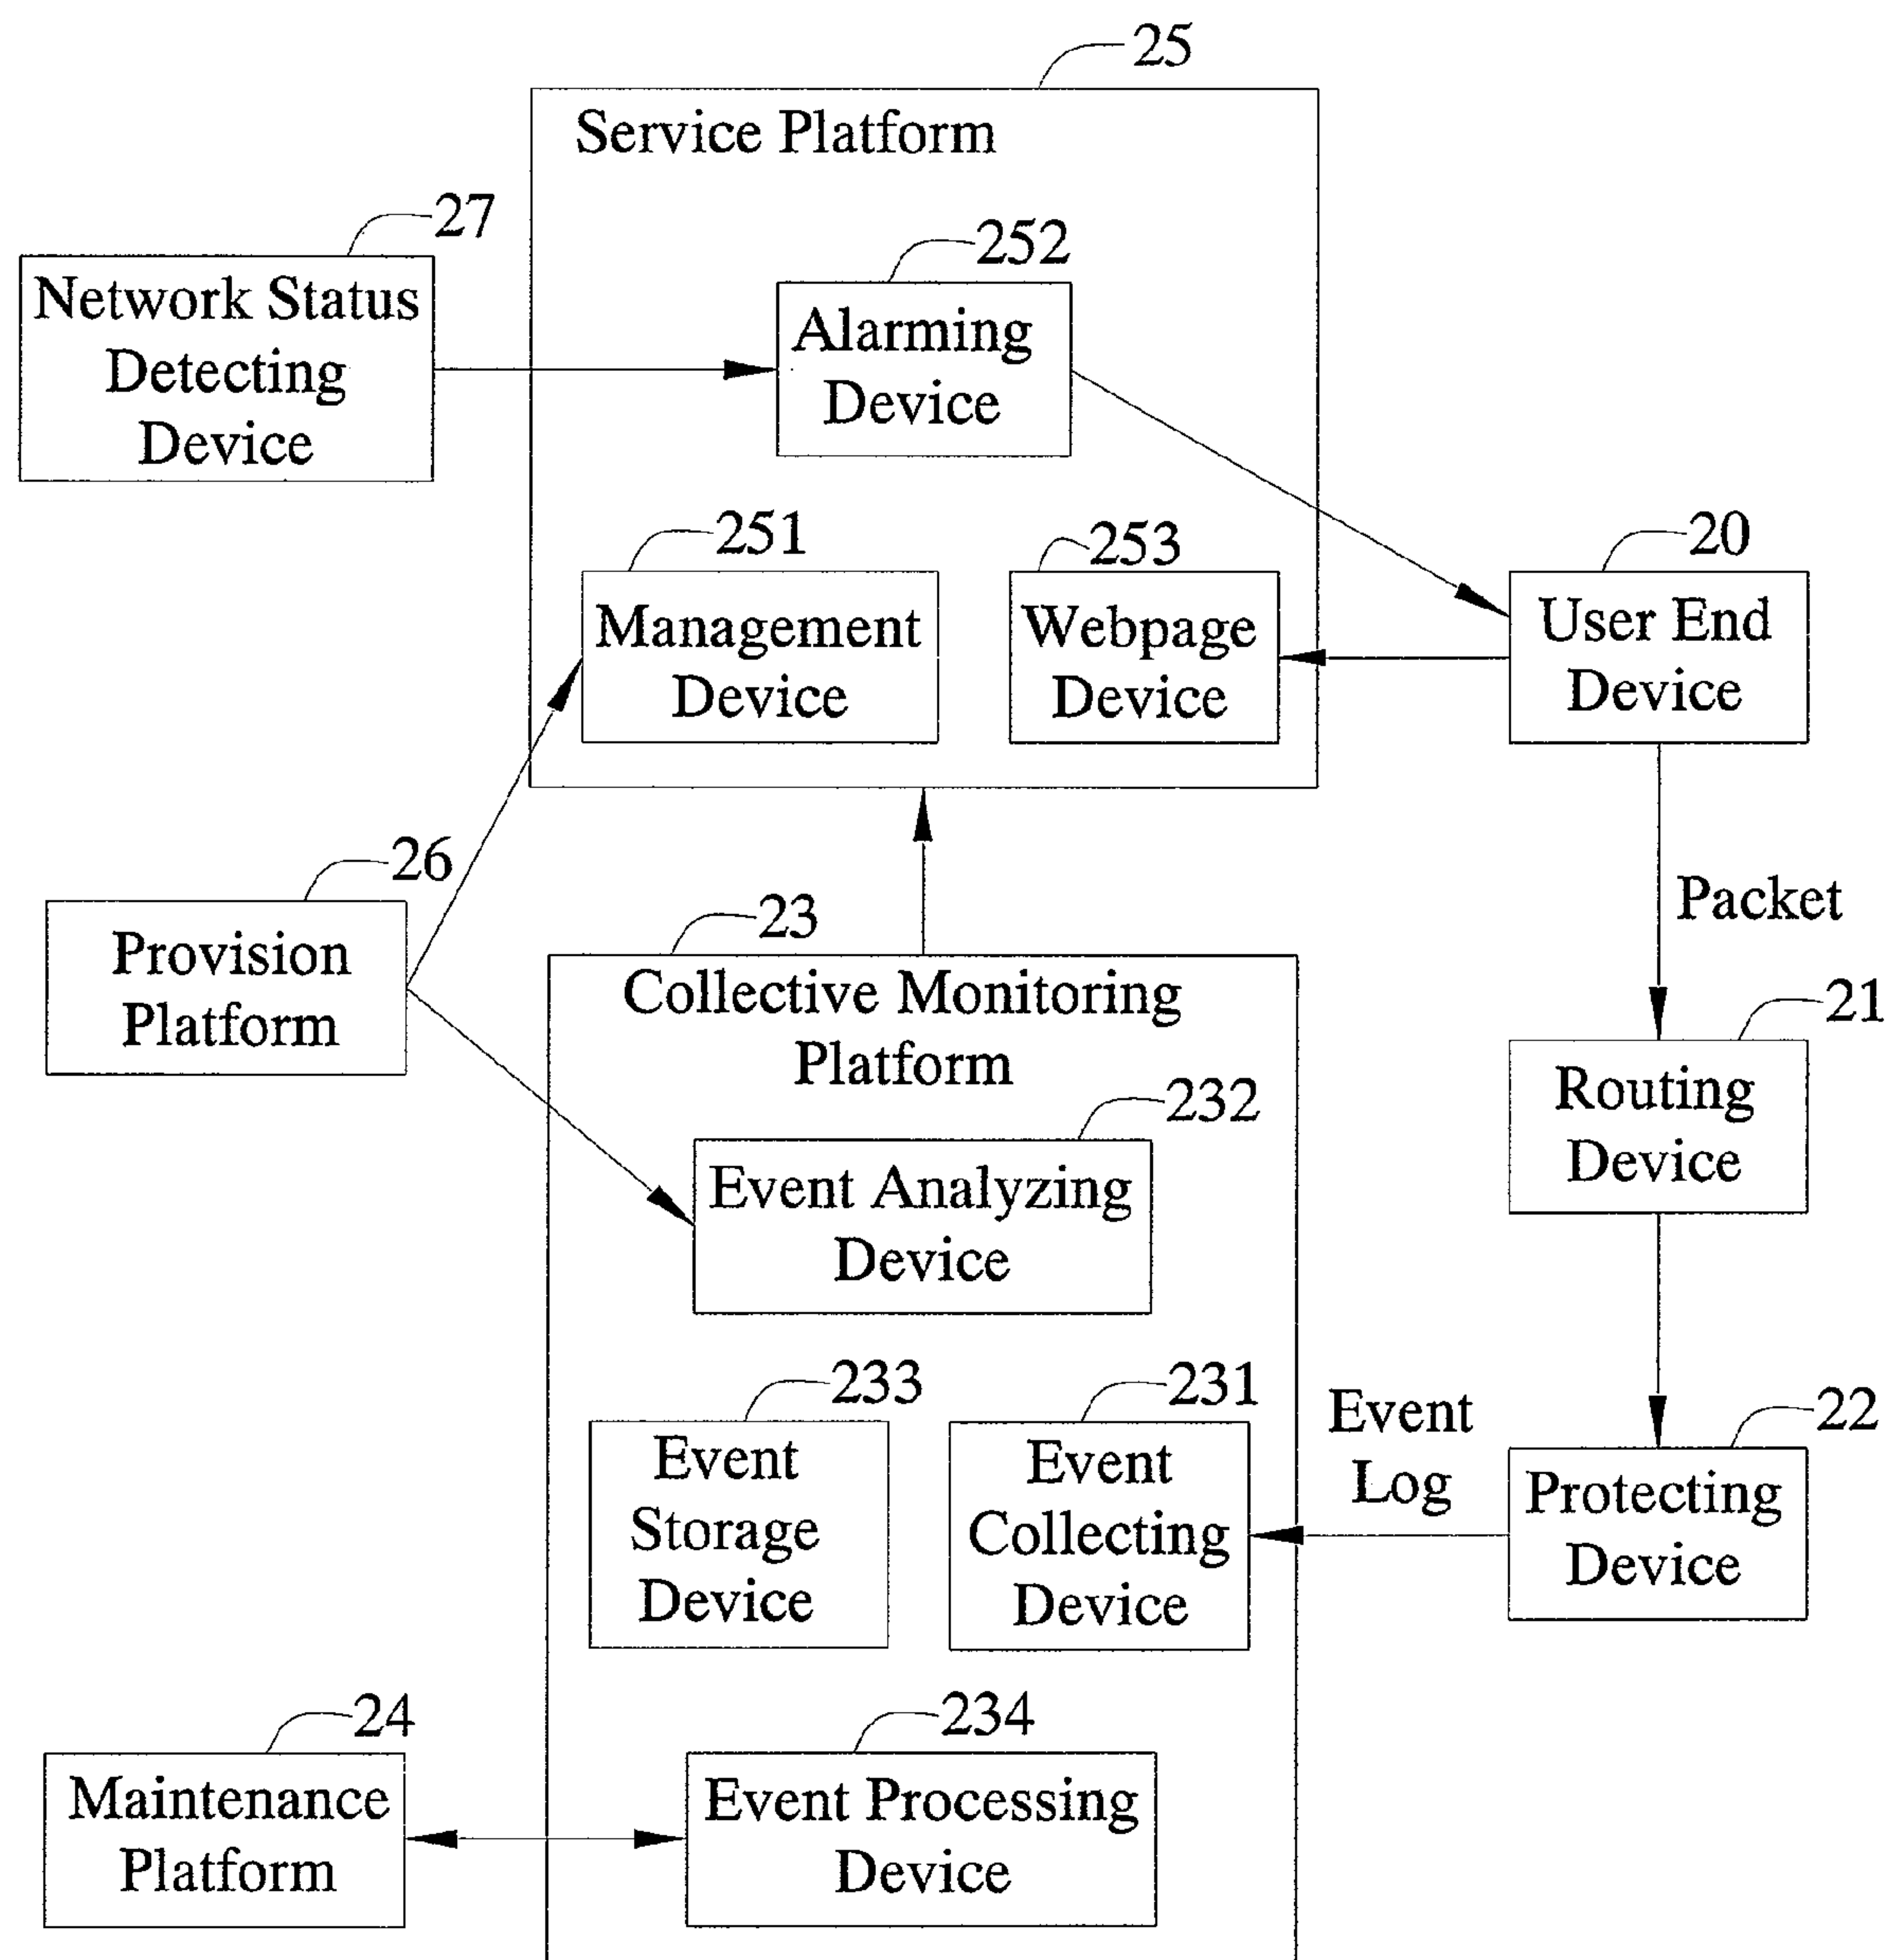 25
Service Platform
27
Network Status
Detecting
Device
252
Alarming
Device
251
Management
Device
253
Webpage
Device
20
User End
Device
26
Provision
Platform
Packet
23
Collective Monitoring
Platform
21
Routing
Device
232
Event Analyzing
Device
233
Event
Storage
Device
231
Event
Collecting
Device
Event
Log
22
Protecting
Device
24
Maintenance
Platform
234
Event Processing
Device